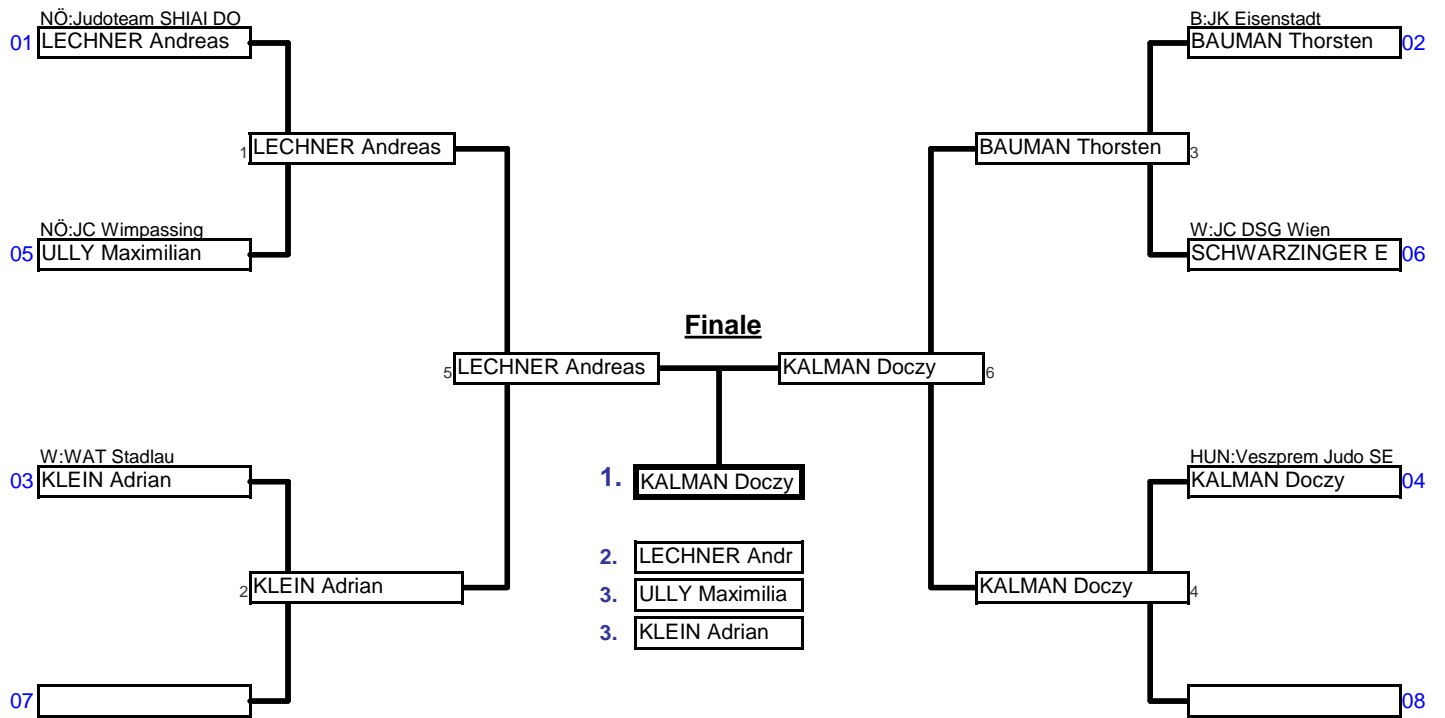 NÖ:Judoteam SHIAI DO
01 LECHNER Andreas
1 LECHNER Andreas
NÖ:JC Wimpassing
05 ULLY Maximilian
5 LECHNER Andreas
W:WAT Stadlau
03 KLEIN Adrian
2 KLEIN Adrian
07
Finale
1. KALMAN Doczy
2. LECHNER Andr
3. ULLY Maximilia
3. KLEIN Adrian
B:JK Eisenstadt
BAUMAN Thorsten 02
BAUMAN Thorsten 3
W:JC DSG Wien
SCHWARZINGER E 06
KALMAN Doczy 6
HUN:Veszprem Judo SE
KALMAN Doczy 04
KALMAN Doczy 4
08